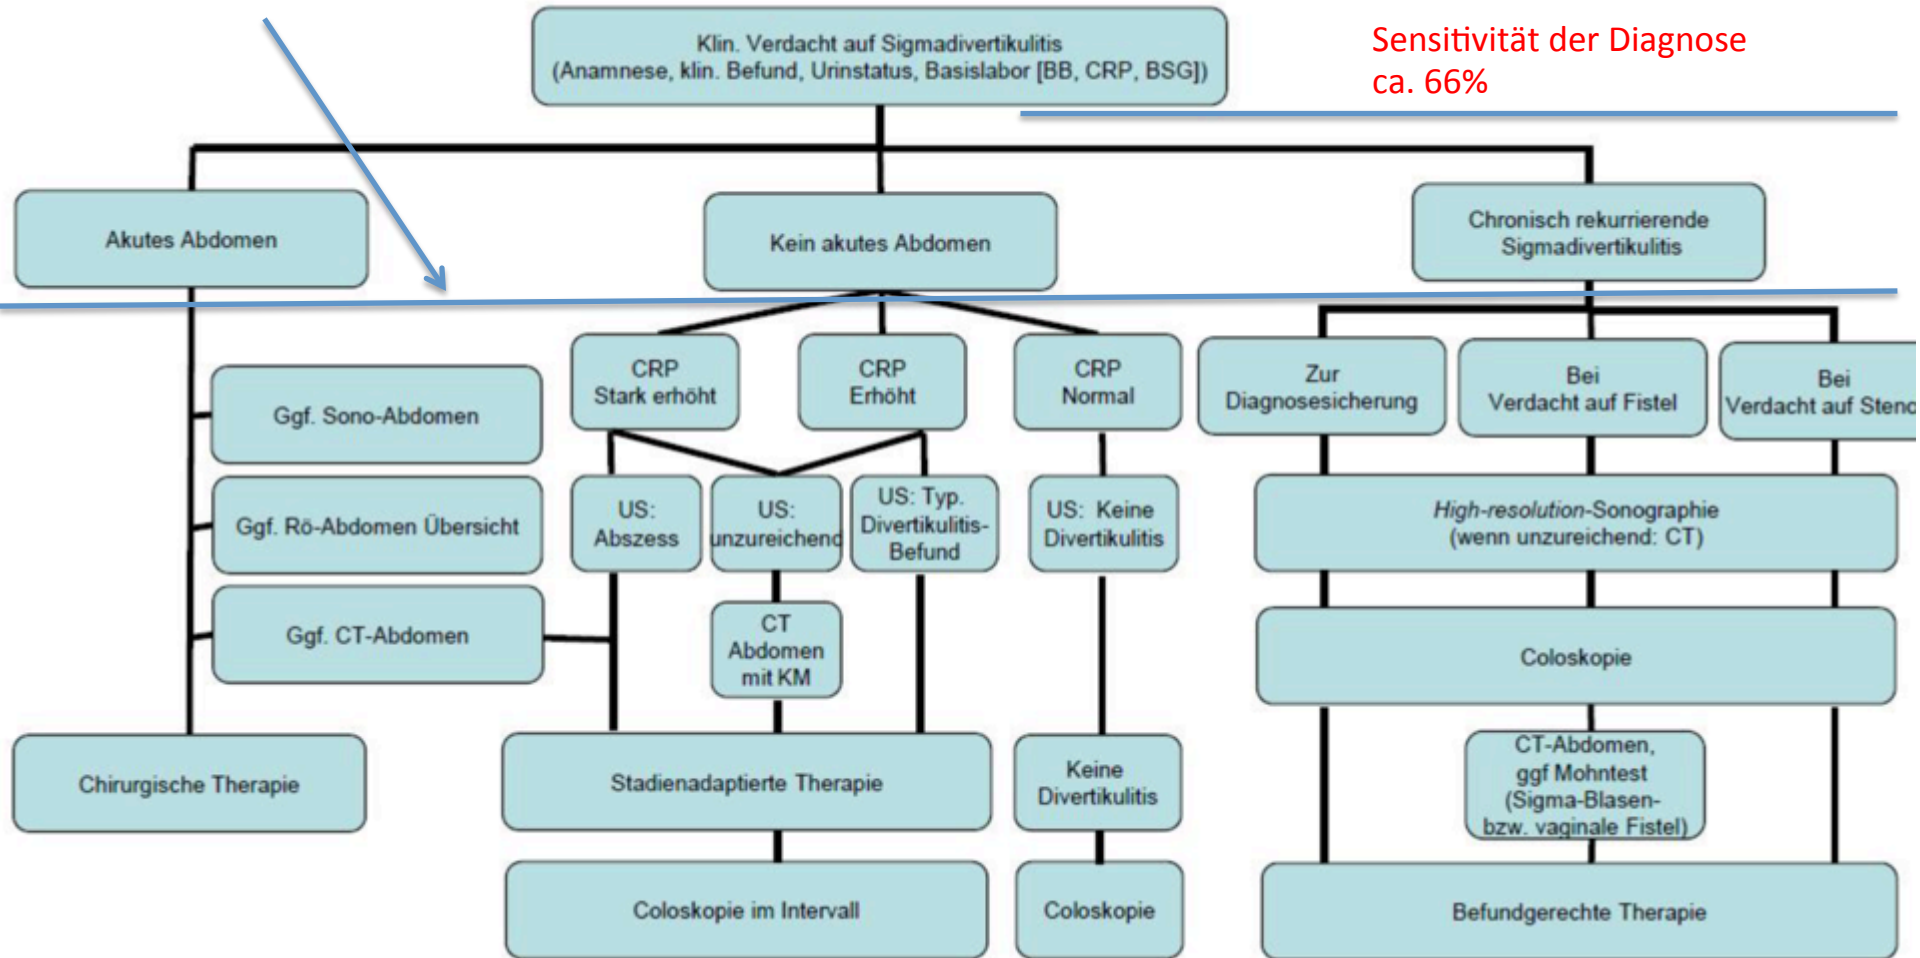 Klin. Verdacht auf Sigmadivertikulitis
(Anamnese, klin. Befund, Urinstatus, Basislabor [BB, CRP, BSG])
Sensitivität der Diagnose
ca. 66%
Akutes Abdomen
Kein akutes Abdomen
Chronisch rekurrierende
Sigmadivertikulitis
CRP
Stark erhöht
CRP
Erhöht
CRP
Normal
Zur
Diagnosesicherung
Bei
Verdacht auf Fistel
Bei
Verdacht auf Steno
Ggf. Sono-Abdomen
Ggf. Rö-Abdomen Übersicht
Ggf. CT-Abdomen
US:
Abszess
US:
unzureichend
US: Typ.
Divertikulitis-
Befund
US: Keine
Divertikulitis
High-resolution-Sonographie
(wenn unzureichend: CT)
CT
Abdomen
mit KM
Coloskopie
Chirurgische Therapie
Stadienadaptierte Therapie
Keine
Divertikulitis
CT-Abdomen,
ggf Mohntest
(Sigma-Blasen-
bzw. vaginale Fistel)
Coloskopie im Intervall
Coloskopie
Befundgerechte Therapie